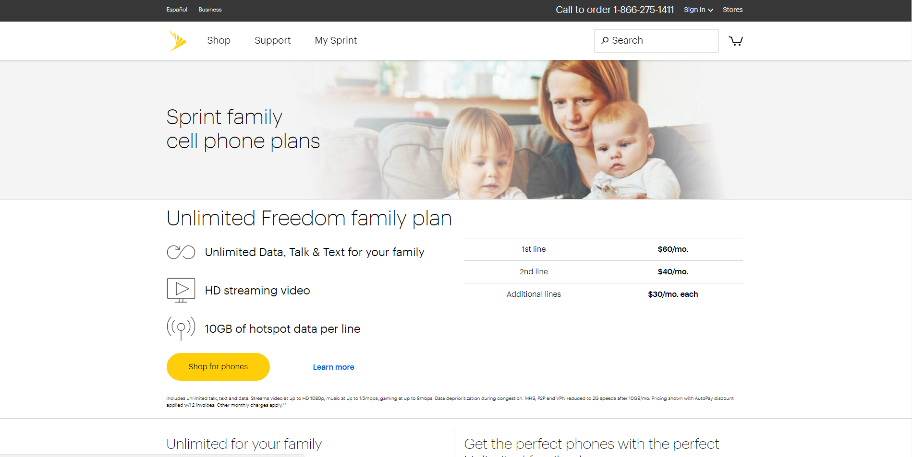 Español Business Call to order 1-866-275-1411 Sign in Stores
Shop Support My Sprint Search
Sprint family
cell phone plans
Unlimited Freedom family plan
Unlimited Data, Talk & Text for your family
HD streaming video
10GB of hotspot data per line
1st line $60/mo.
2nd line $40/mo.
Additional lines $30/mo. each
Shop for phones Learn more
Includes unlimited talk, text and data. Streams video at up to HD 1080p, music at up to 1.5mbps, gaming at up to 8mbps. Data deprioritization during congestion. MHS, P2P and VPN reduced to 2G speeds after 10GB/mo. Pricing shown with AutoPay discount
applied w/i 2 invoices. Other monthly charges apply.
Unlimited for your family
Get the perfect phones with the perfect